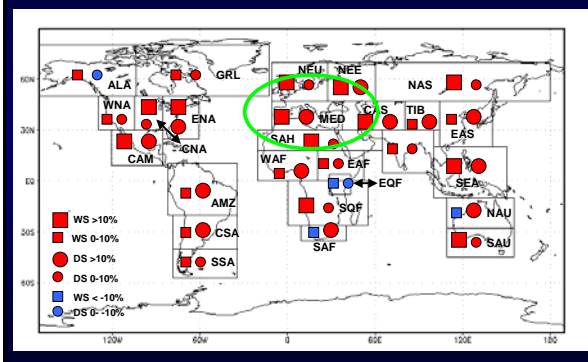 NEU NEE
60N ALA GRL NAS
WNA ENA MED CAS TIB
30N SAH EAS
CAM CNA
WAF EAF
EQ EQF SEA
AMZ SQF NAU
WS >10%
WS 0-10% CSA
30S SAF SAU
DS >10%
DS 0-10% SSA
WS < -10%
60S
DS 0--10%
120W 60W 0 60E 120E 180